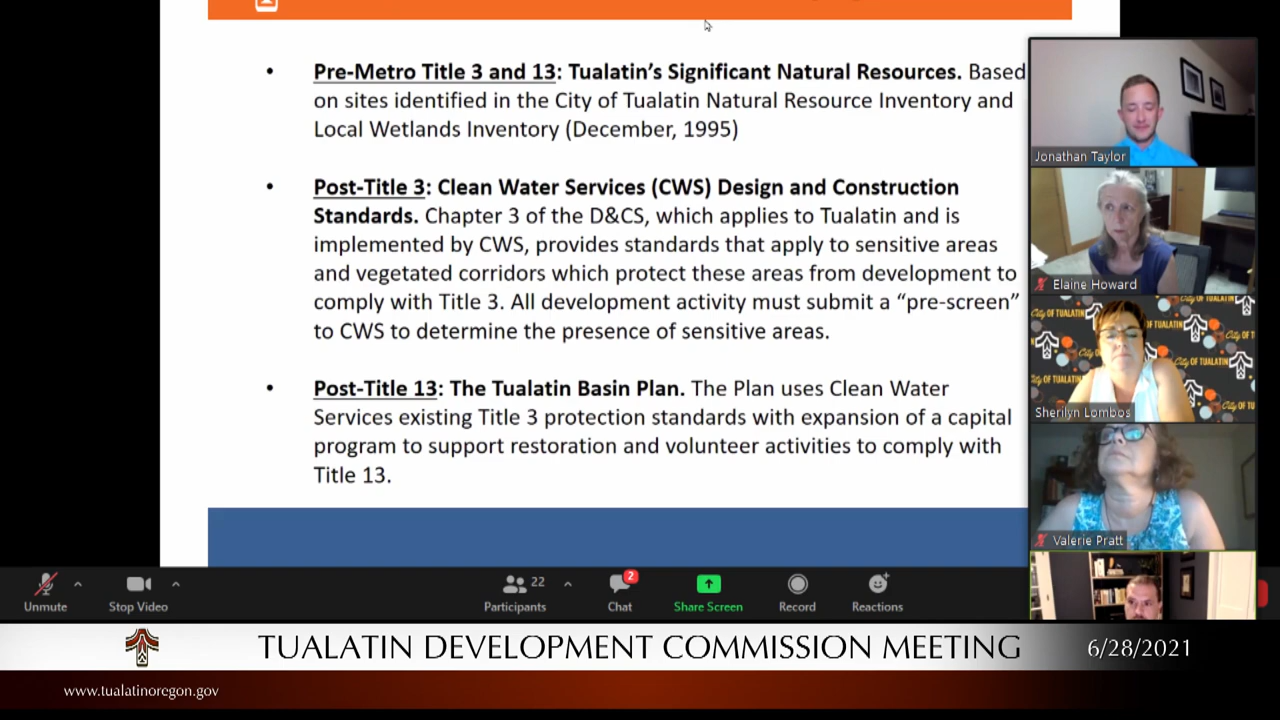 Pre-Metro Title 3 and 13: Tualatin's Significant Natural Resources. Based
on sites identified in the City of Tualatin Natural Resource Inventory and
Local Wetlands Inventory (December, 1995)
Post-Title 3: Clean Water Services (CWS) Design and Construction
Standards. Chapter 3 of the D&CS, which applies to Tualatin and is
implemented by CWS, provides standards that apply to sensitive areas
and vegetated corridors which protect these areas from development to
comply with Title 3. All development activity must submit a “pre-screen”
to CWS to determine the presence of sensitive areas.
Post-Title 13: The Tualatin Basin Plan. The Plan uses Clean Water
Services existing Title 3 protection standards with expansion of a capital
program to support restoration and volunteer activities to comply with
Title 13.
Jonathan Taylor
Elaine Howard
City OF TUALATIN
Sherilyn Lombos
Valerie Pratt
Unmute
Stop Video
22
Participants
2
Chat
Share Screen
Record
Reactions
TUALATIN DEVELOPMENT COMMISSION MEETING
6/28/2021
www.tualatinoregon.gov